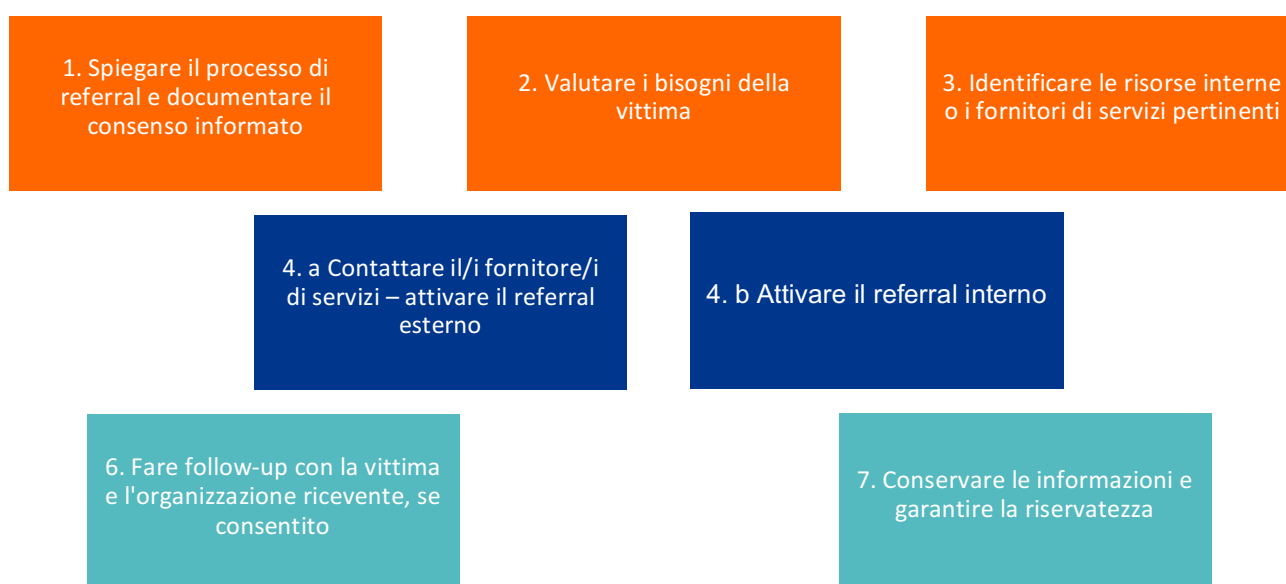 1. Spiegare il processo di
referral e documentare il
consenso informato
2. Valutare i bisogni della
vittima
3. Identificare le risorse interne
o i fornitori di servizi pertinenti
4. a Contattare il/i fornitore/i
di servizi – attivare il referral
esterno
4. b Attivare il referral interno
6. Fare follow-up con la vittima
e l'organizzazione ricevente, se
consentito
7. Conservare le informazioni e
garantire la riservatezza